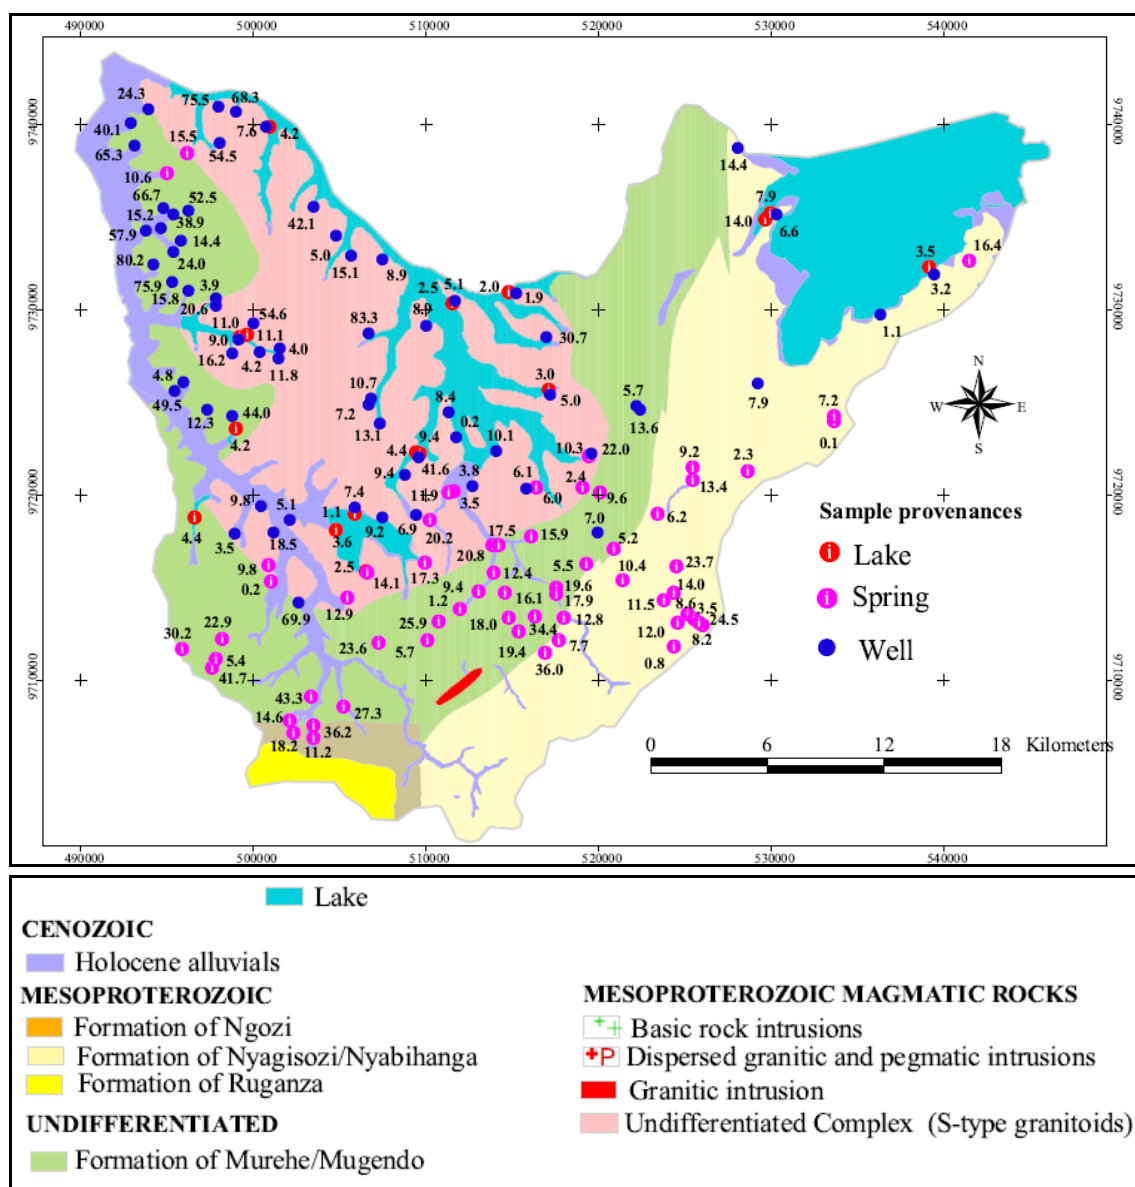 490000 500000 510000 520000 530000 540000
9740000 9740000
24.3 75.5 68.3
40.1 15.5 7.6 4.2
65.3 54.5 14.4
10.6
66.7 52.5 7.9
15.2 38.9 42.1 14.0 6.6
57.9 14.4 5.0 3.5 16.4
80.2 24.0 15.1 8.9
75.9 3.9 2.5 5.1 2.0 1.9 3.2
15.8
9730000 20.6 54.6 8.9 9730000
11.0 11.1 83.3 30.7 1.1
9.0 4.0
16.2 4.2 11.8 3.0
4.8 10.7 8.4 5.0 5.7 7.9 7.2
49.5 44.0 7.2 0.2 13.6
12.3 13.1 10.1 0.1
4.2 4.4 9.4 10.3 22.0 9.2 2.3
9.4 41.6 3.8 6.1 2.4 13.4
9720000 9.8 5.1 7.4 3.5 6.0 9.6 9720000
1.1 6.9 7.0 6.2
4.4 3.5 18.5 3.6 9.2 20.2 17.5 15.9 5.2
9.8 2.5 17.3 20.8 5.5 10.4 23.7
0.2 14.1 9.4 12.4 19.6 14.0
12.9 1.2 16.1 17.9 11.5 8.6 3.5
69.9 25.9 18.0 34.4 12.8 12.0 24.5
30.2 22.9 23.6 5.7 19.4 7.7 8.2
5.4 36.0 0.8
41.7
9710000 9710000
43.3 27.3
14.6 36.2
18.2 11.2
N
W E
S
Sample provenances
Lake
Spring
Well
0 6 12 18 Kilometers
490000 500000 510000 520000 530000 540000
Lake
CENOZOIC
Holocene alluvials
MESOPROTEROZOIC
Formation of Ngozi
Formation of Nyagisozi/Nyabihanga
Formation of Ruganza
UNDIFFERENTIATED
Formation of Murehe/Mugendo
MESOPROTEROZOIC MAGMATIC ROCKS
Basic rock intrusions
P Dispersed granitic and pegmatic intrusions
Granitic intrusion
Undifferentiated Complex (S-type granitoids)